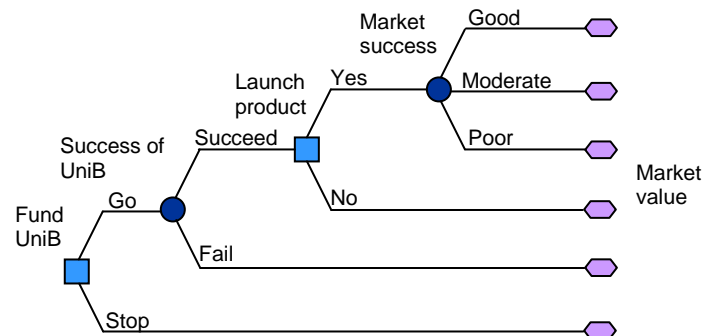 Good
Market
success
Moderate
Yes
Launch
product
Poor
Succeed
Success of
UniB
Market
value
No
Go
Fund
UniB
Fail
Stop